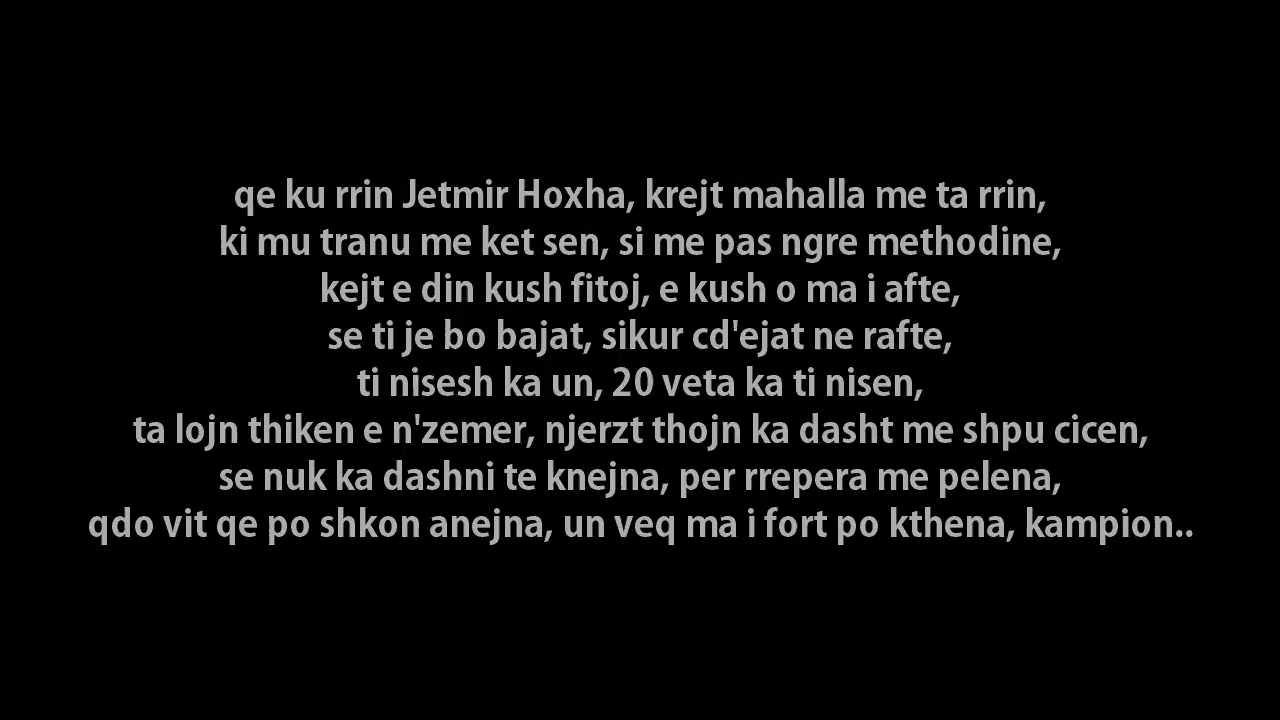 qe ku rrin Jetmir Hoxha, krejt mahalla me ta rrin,
ki mu tranu me ket sen, si me pas ngre methodine,
kejt e din kush fitoj, e kush o ma i afte,
se ti je bo bajat, sikur cd'ejat ne rafte,
ti nisesh ka un, 20 veta ka ti nisen,
ta lojn thiken e n'zemer, njerzt thojn ka dasht me shpu cicen,
se nuk ka dashni te knejna, per rrepera me pelena,
qdo vit qe po shkon anejna, un veq ma i fort po kthena, kampion..